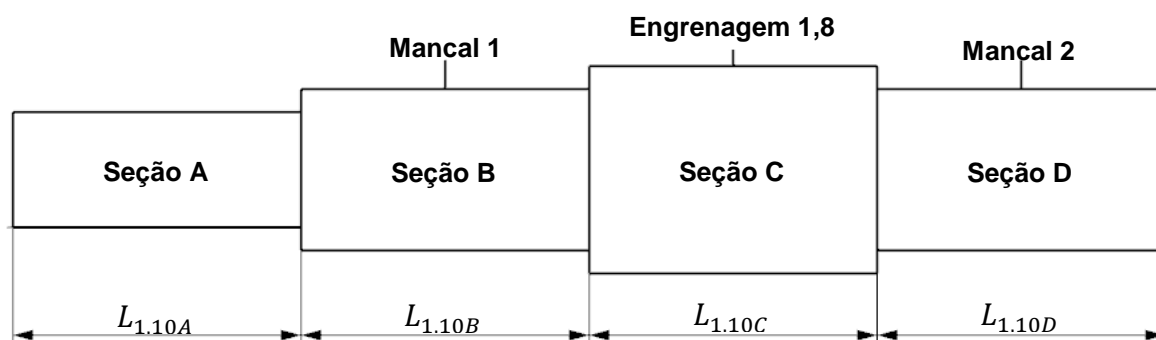 Engrenagem 1,8
Mancal 1
Mancal 2
Seção A
Seção B
Seção C
Seção D
L1.10A
L1.10B
L1.10C
L1.10D